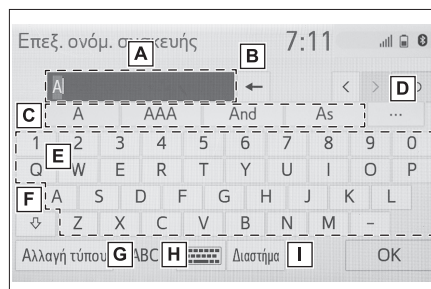 Επεξ. ονόμ. συσκευής 7:11
A
B
A
←
< > D
C
A AAA And As ...
1 2 3 4 5 6 7 8 9 0
E
Q W E R T Y U I O P
F
A S D F G H J K L
Z X C V B N M –
Αλλαγή τύπου G ABC H Διαστήμα I OK